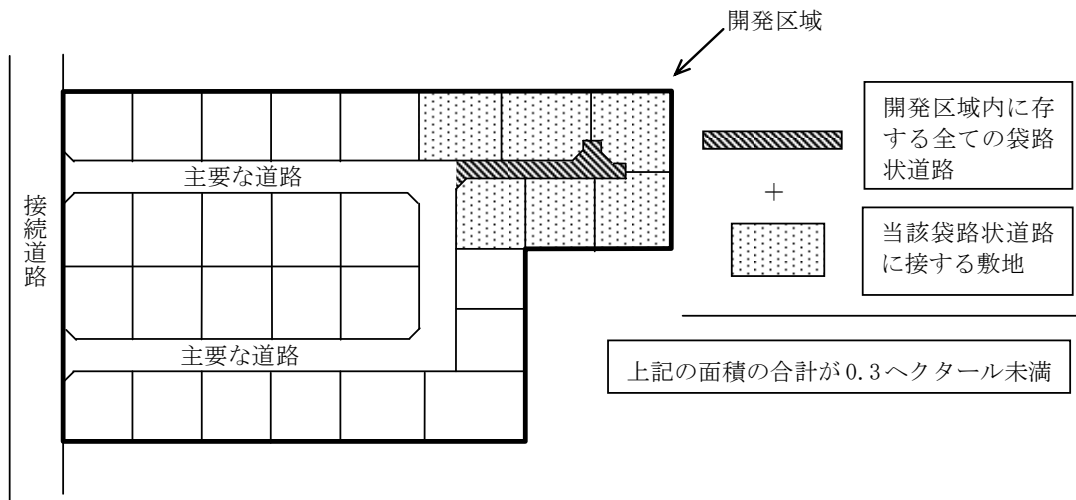 開発区域
開発区域内に存
する全ての袋路
状道路
主要な道路
接続道路
＋
当該袋路状道路
に接する敷地
主要な道路
上記の面積の合計が0.3ヘクタール未満